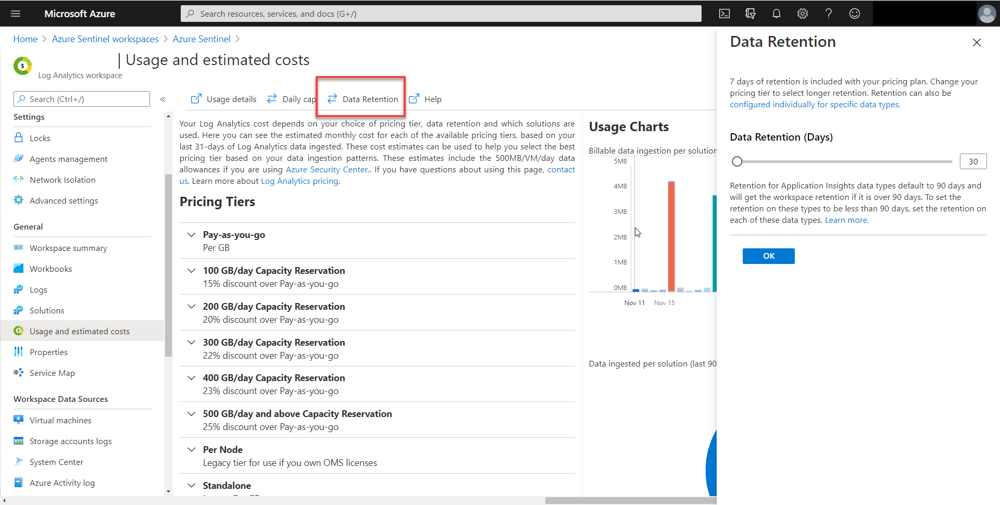 Microsoft Azure
Search resources, services, and docs (G+/)
Home > Azure Sentinel workspaces > Azure Sentinel >
| Usage and estimated costs
Log Analytics workspace
Search (Ctrl+/)
«
Settings
Locks
Agents management
Network Isolation
Advanced settings
General
Workspace summary
Workbooks
Logs
Solutions
Usage and estimated costs
Properties
Service Map
Workspace Data Sources
Virtual machines
Storage accounts logs
System Center
Azure Activity log
Usage details
Daily cap
Data Retention
Help
Your Log Analytics cost depends on your choice of pricing tier, data retention and which solutions are
used. Here you can see the estimated monthly cost for each of the available pricing tiers, based on your
last 31-days of Log Analytics data ingested. These cost estimates can be used to help you select the best
pricing tier based on your data ingestion patterns. These estimates include the 500MB/VM/day data
allowances if you are using Azure Security Center.. If you have questions about using this page, contact
us. Learn more about Log Analytics pricing.
Pricing Tiers
Pay-as-you-go
Per GB
100 GB/day Capacity Reservation
15% discount over Pay-as-you-go
200 GB/day Capacity Reservation
20% discount over Pay-as-you-go
300 GB/day Capacity Reservation
22% discount over Pay-as-you-go
400 GB/day Capacity Reservation
23% discount over Pay-as-you-go
500 GB/day and above Capacity Reservation
25% discount over Pay-as-you-go
Per Node
Legacy tier for use if you own OMS licenses
Standalone
Usage Charts
Billable data ingestion per solution
5MB
4MB
3MB
2MB
1MB
0MB
Nov 11
Nov 15
Data ingested per solution (last 90
Data Retention
7 days of retention is included with your pricing plan. Change your
pricing tier to select longer retention. Retention can also be
configured individually for specific data types.
Data Retention (Days)
30
Retention for Application Insights data types default to 90 days and
will get the workspace retention if it is over 90 days. To set the
retention on these types to be less than 90 days, set the retention on
each of these data types. Learn more.
OK